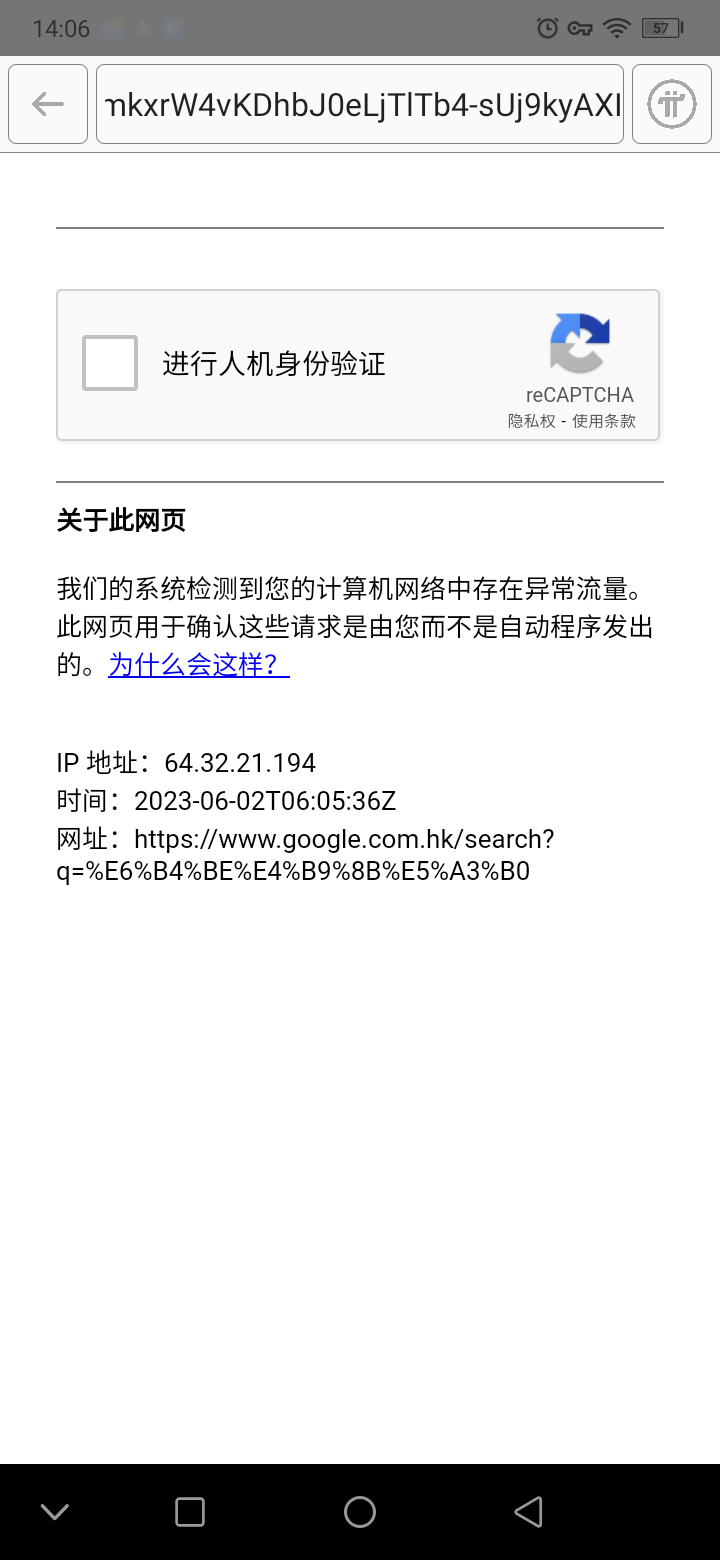 14:06
57
mkxrW4vKDhbJ0eLjTlTb4-sUj9kyAXI
进行人机身份验证
reCAPTCHA
隐私权 - 使用条款
关于此网页
我们的系统检测到您的计算机网络中存在异常流量。
此网页用于确认这些请求是由您而不是自动程序发出
的。为什么会这样？
IP 地址：64.32.21.194
时间：2023-06-02T06:05:36Z
网址：https://www.google.com.hk/search?
q=%E6%B4%BE%E4%B9%8B%E5%A3%B0